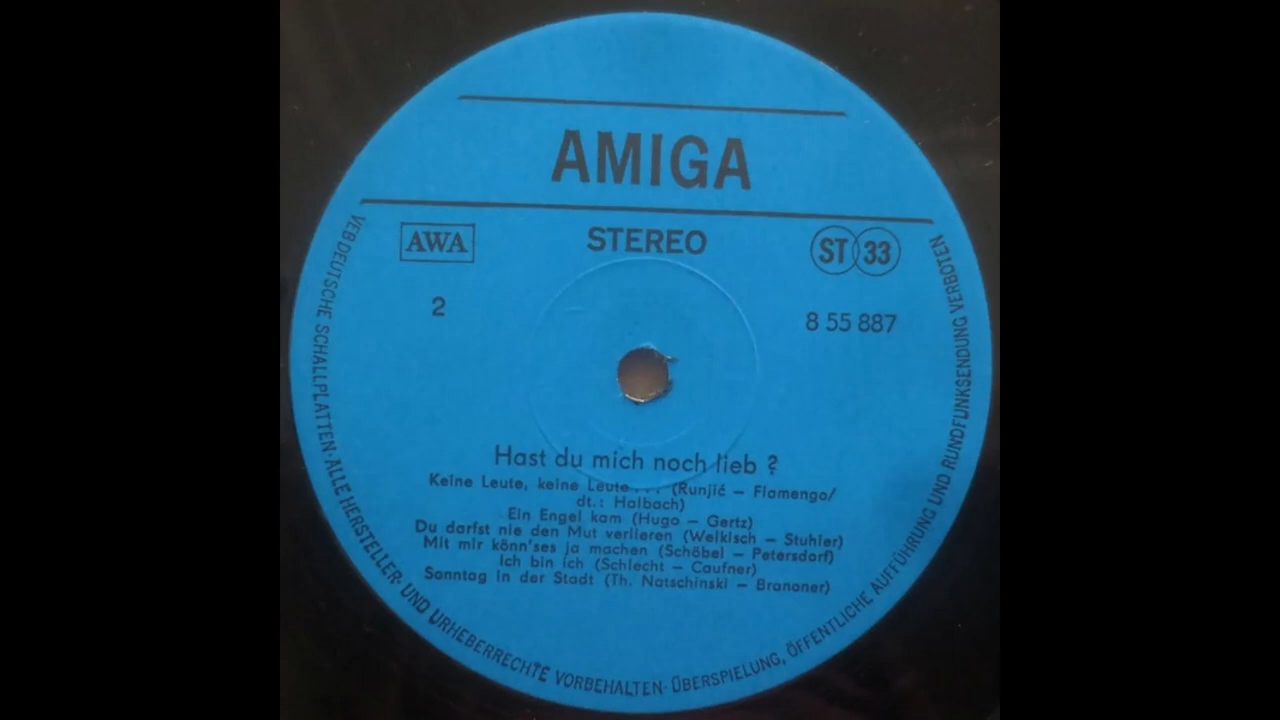 AMIGA
AWA
STEREO
ST 33
2
8 55 887
Hast du mich noch lieb ?
Keine Leute, keine Leute . . . (Runjić – Fiamengo/
dt.: Halbach)
Ein Engel kam (Hugo – Gertz)
Du darfst nie den Mut verlieren (Welkisch – Stuhler)
Mit mir könn'ses ja machen (Schöbel – Petersdorf)
Ich bin ich (Schlecht – Caufner)
Sonntag in der Stadt (Th. Natschinski – Branoner)
VEB DEUTSCHE SCHALLPLATTEN · ALLE HERSTELLER- UND URHEBERRECHTE VORBEHALTEN · ÜBERSPIELUNG, ÖFFENTLICHE AUFFÜHRUNG UND RUNDFUNKSENDUNG VERBOTEN